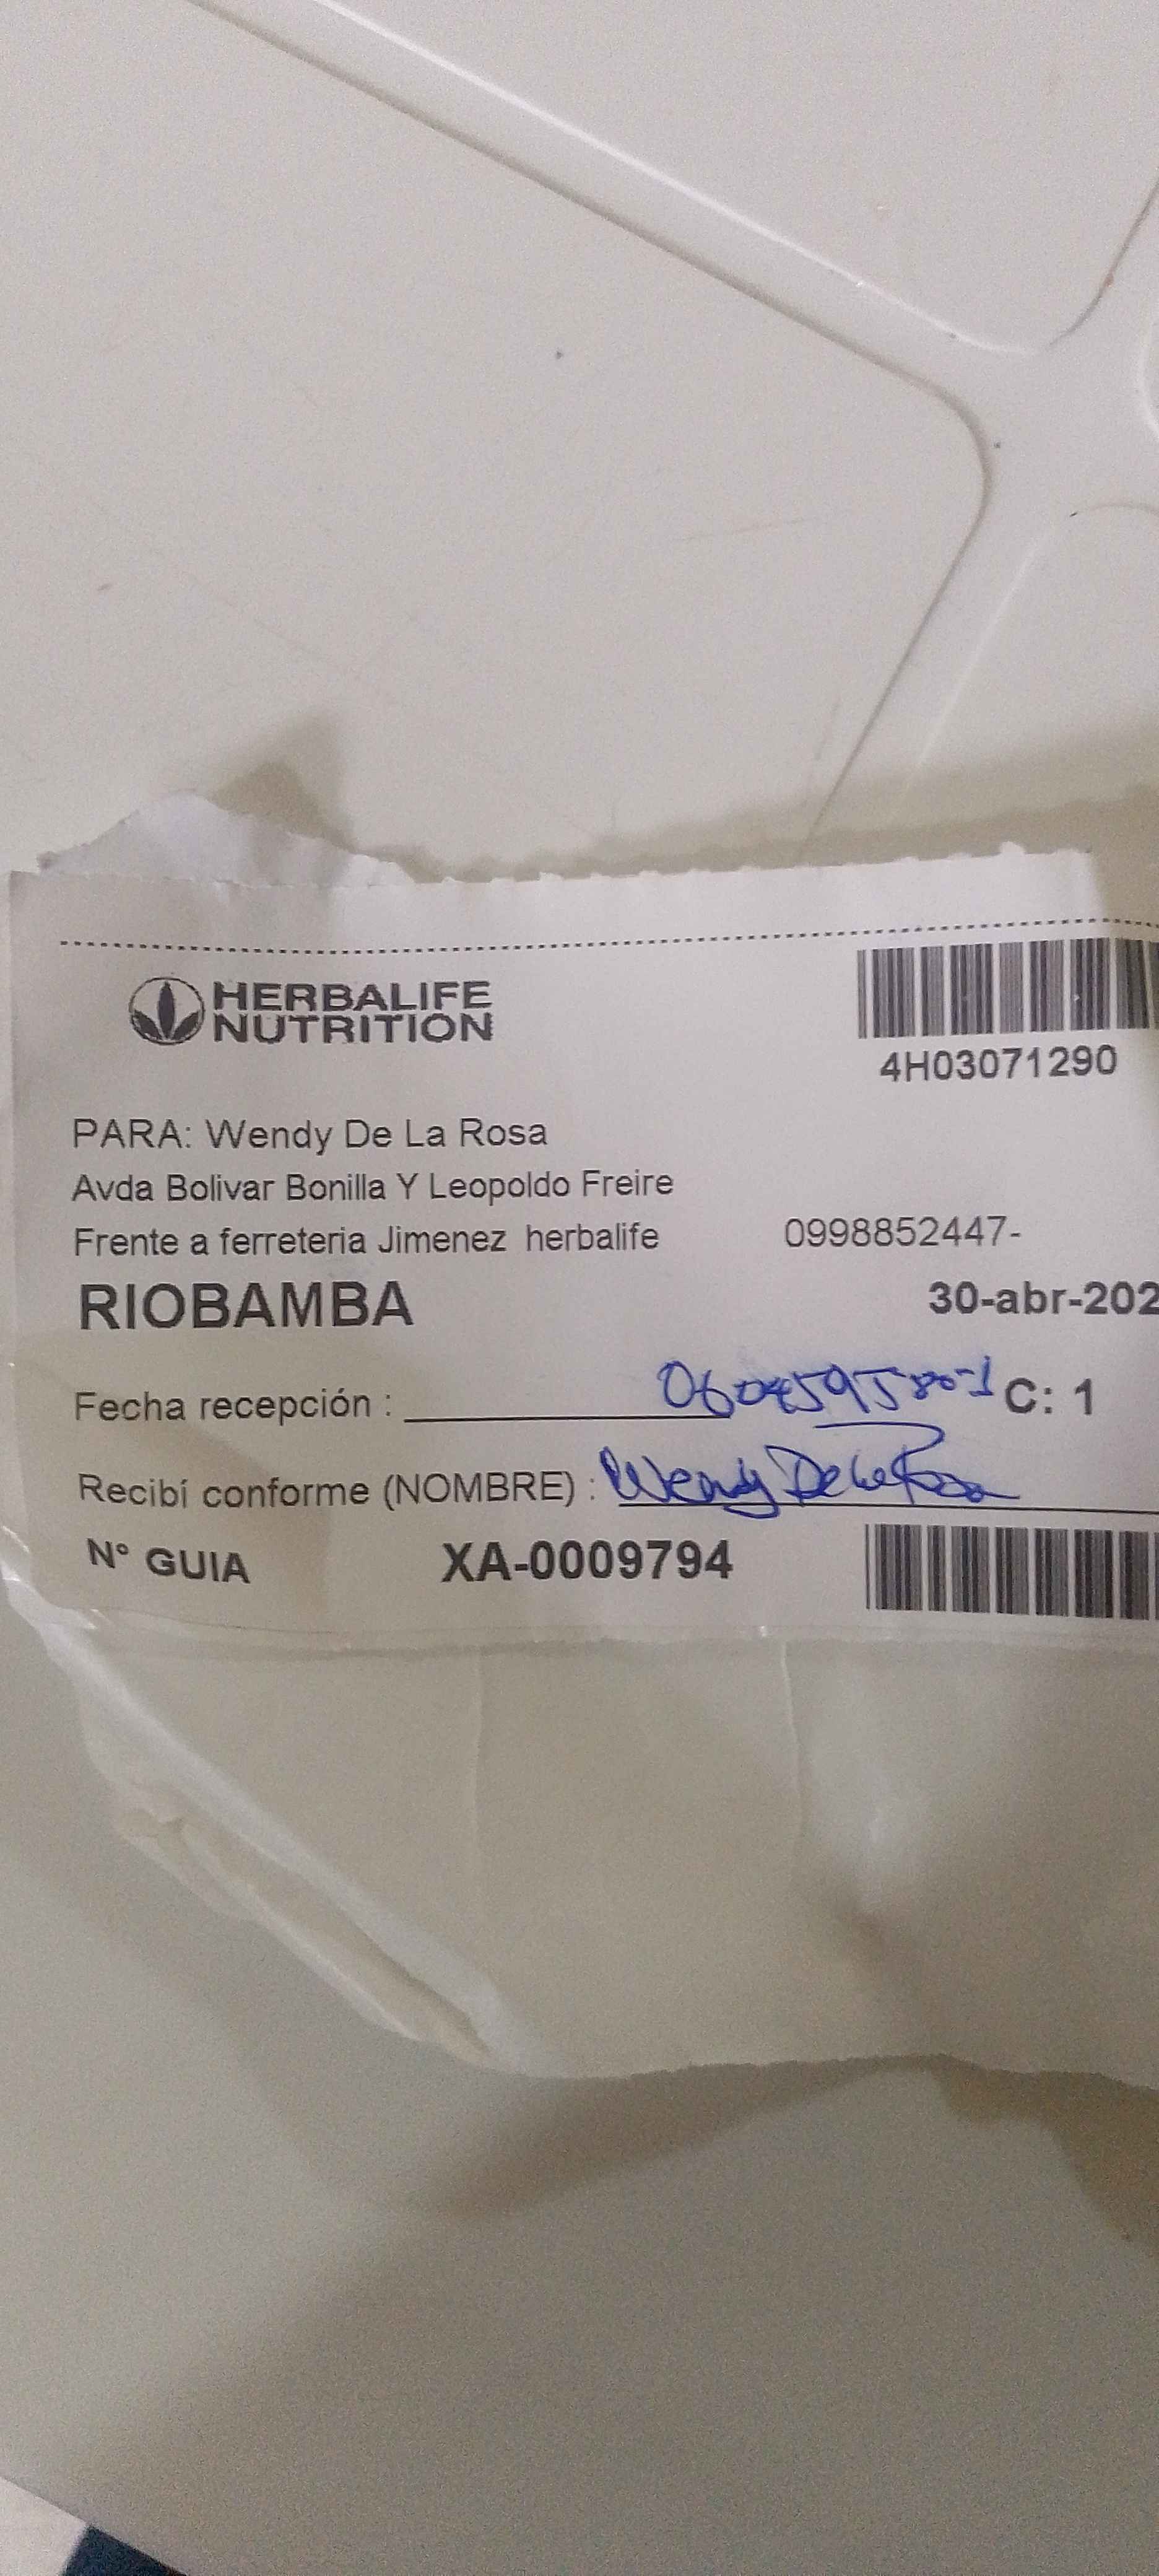 HERBALIFE
NUTRITION
4H03071290
PARA: Wendy De La Rosa
Avda Bolivar Bonilla Y Leopoldo Freire
Frente a ferreteria Jimenez herbalife 0998852447-
RIOBAMBA 30-abr-202
Fecha recepción : C: 1
Recibí conforme (NOMBRE) : Wendy De La Rosa
N° GUIA XA-0009794